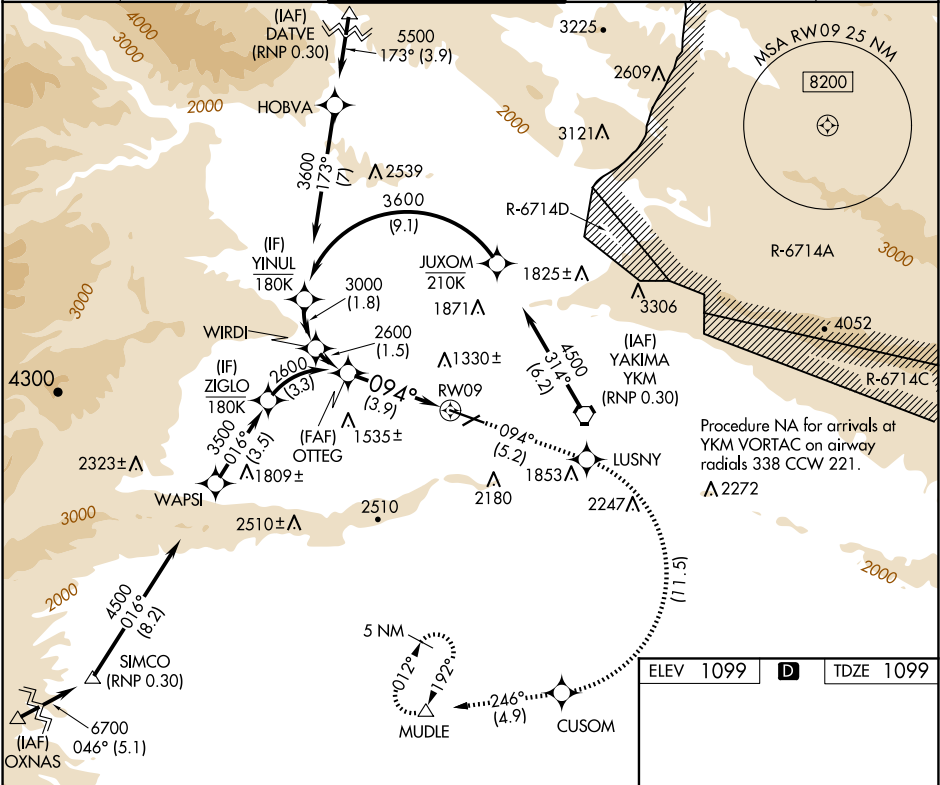 (IAF)
DATVE
(RNP 0.30)
5500
173° (3.9)
HOBVA
3600
173°
(7)
4000
3000
2000
2539
3225
2609
3121
2000
MSA RW09 25 NM
8200
R-6714D
R-6714A
3000
3600
(9.1)
(IF)
YINUL
180K
JUXOM
210K
1825±
1871
3306
4052
R-6714C
3000
3000
(1.8)
WIRDI
2600
(1.5)
(IF)
ZIGLO
180K
2600
(3.3)
4300
1330±
4500
314°
(6.2)
(IAF)
YAKIMA
YKM
(RNP 0.30)
094°
(3.9)
RW09
(FAF)
OTTEG
1535±
3500
016°
(3.5)
2323±
1809±
WAPSI
094°
(5.2)
LUSNY
1853
2180
2247
Procedure NA for arrivals at
YKM VORTAC on airway
radials 338 CCW 221.
2272
3000
2510±
2510
2000
2000
4500
016°
(8.2)
SIMCO
(RNP 0.30)
(11.5)
5 NM
012°
192°
MUDLE
246°
(4.9)
CUSOM
(IAF)
OXNAS
6700
046° (5.1)
ELEV 1099 D TDZE 1099